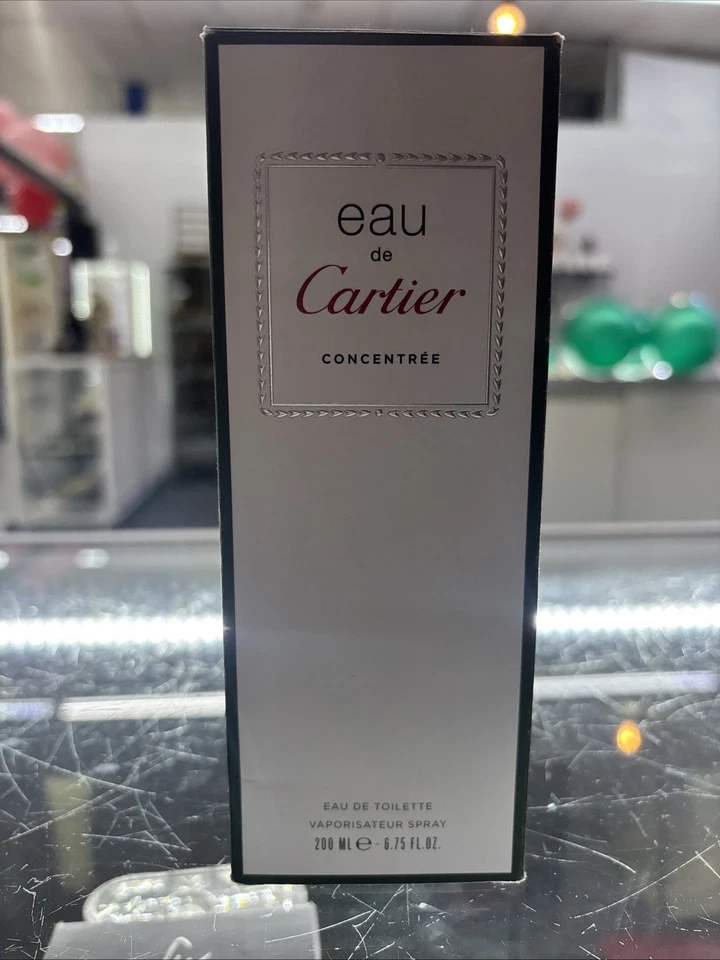 eau
de
Cartier
CONCENTRÉE
EAU DE TOILETTE
VAPORISATEUR SPRAY
200 ML ℮ - 6.75 FL.OZ.